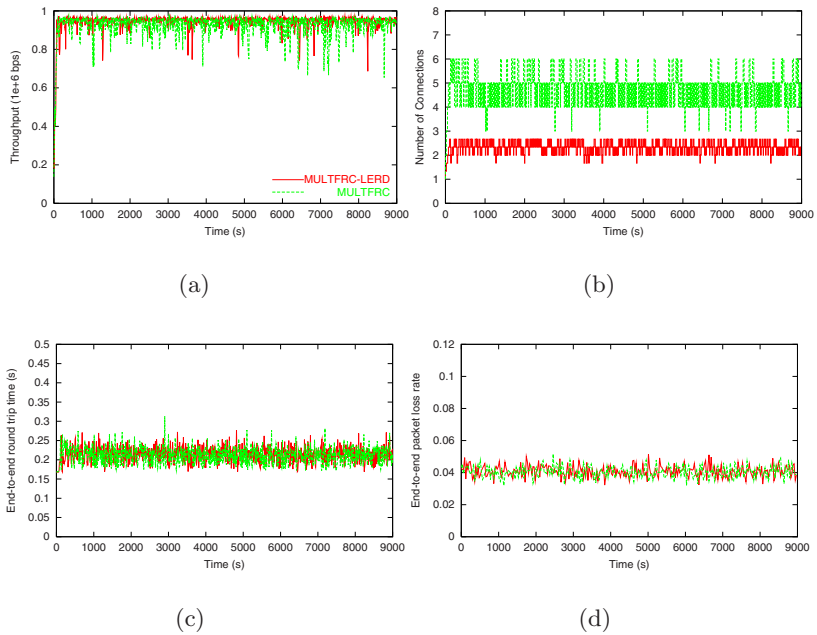 1
0.8
0.6
0.4
0.2
0
0 1000 2000 3000 4000 5000 6000 7000 8000 9000
Throughput (1e+6 bps)
Time (s)
MULTFRC-LERD
MULTFRC
(a)
8
7
6
5
4
3
2
1
0
0 1000 2000 3000 4000 5000 6000 7000 8000 9000
Number of Connections
Time (s)
(b)
0.5
0.45
0.4
0.35
0.3
0.25
0.2
0.15
0.1
0.05
0
0 1000 2000 3000 4000 5000 6000 7000 8000 9000
End-to-end round trip time (s)
Time (s)
(c)
0.12
0.1
0.08
0.06
0.04
0.02
0
0 1000 2000 3000 4000 5000 6000 7000 8000 9000
End-to-end packet loss rate
Time (s)
(d)